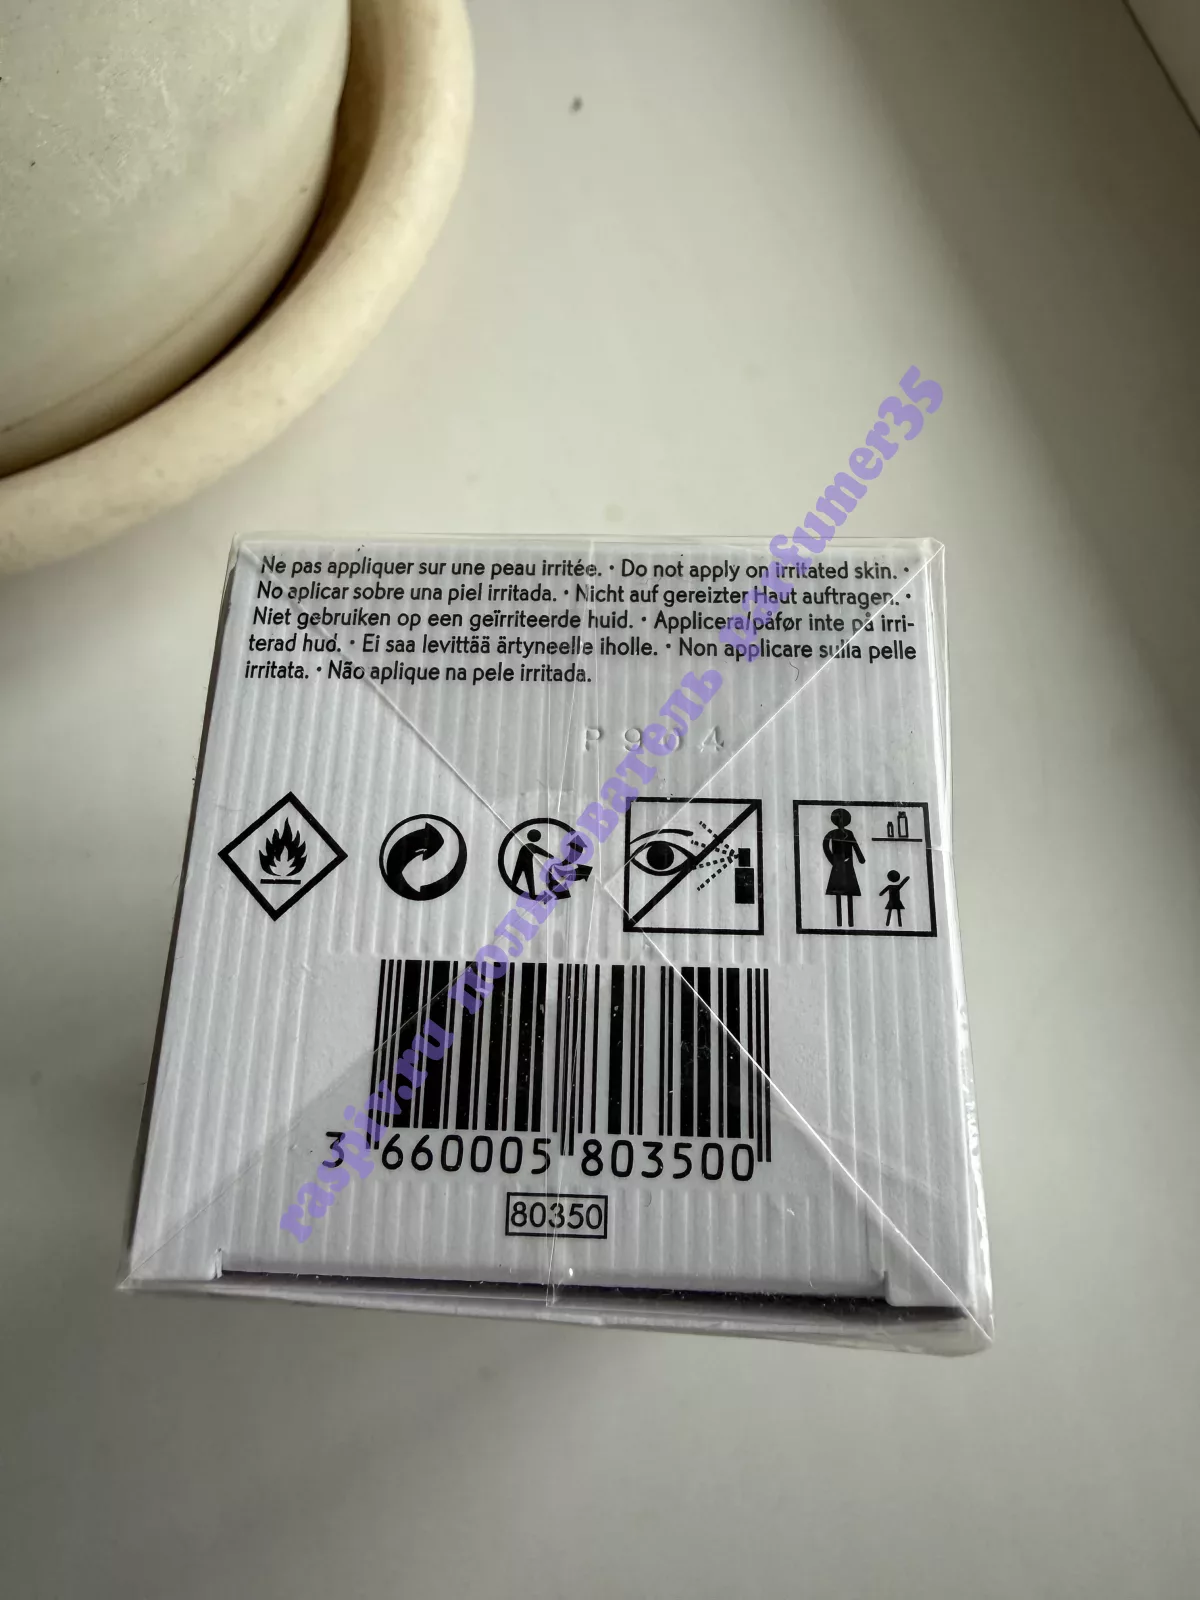 Ne pas appliquer sur une peau irritée. • Do not apply on irritated skin. •
No aplicar sobre una piel irritada. • Nicht auf gereizter Haut auftragen. •
Niet gebruiken op een geïrriteerde huid. • Applicera/påfør inte på irri-
terad hud. • Ei saa levittää ärtyneelle iholle. • Non applicare sulla pelle
irritata. • Não aplique na pele irritada.
3 660005 803500
80350
raspiv.ru пользователь parfumer35